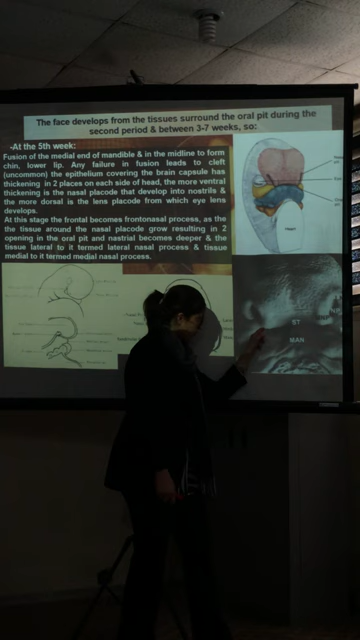 The face develops from the tissues surround the oral pit during the
second period & between 3-7 weeks, so:
-At the 5th week:
Fusion of the medial end of mandible & in the midline to form
chin, lower lip. Any failure in fusion leads to cleft
(uncommon) the epithelium covering the brain capsule has
thickening in 2 places on each side of head, the more ventral
thickening is the nasal placode that develop into nostrils &
the more dorsal is the lens placode from which eye lens
develops.
At this stage the frontal becomes frontonasal process, as the
the tissue around the nasal placode grow resulting in 2
opening in the oral pit and nastrial becomes deeper & the
tissue lateral to it termed lateral nasal process & tissue
medial to it termed medial nasal process.
Heart
ST
MAN